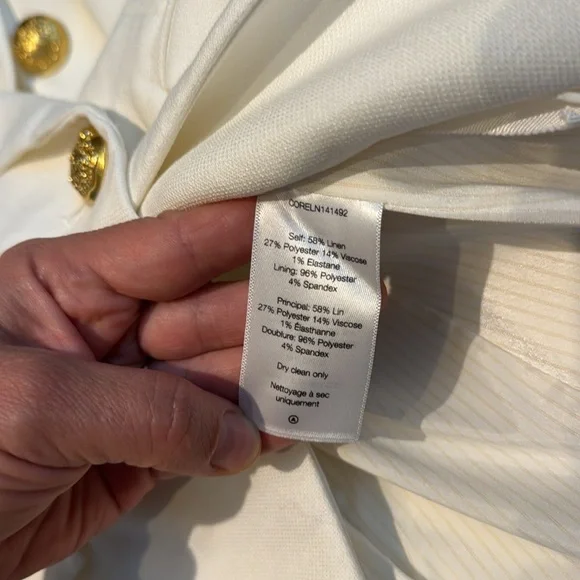 CORELN141492
Self: 58% Linen
27% Polyester 14% Viscose
1% Elastane
Lining: 96% Polyester
4% Spandex
Principal: 58% Lin
27% Polyester 14% Viscose
1% Élasthanne
Doublure: 96% Polyester
4% Spandex
Dry clean only
Nettoyage à sec
uniquement
A